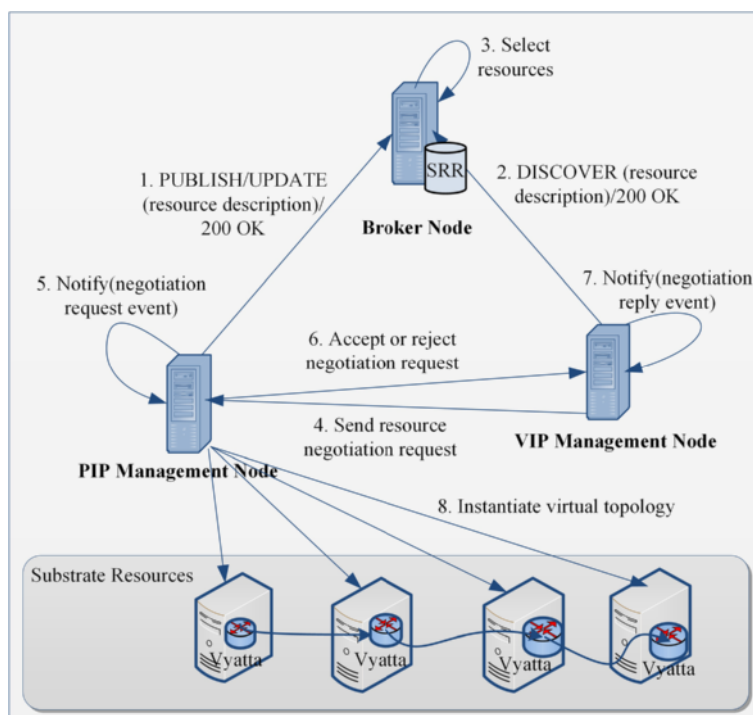 3. Select
resources
SRR
1. PUBLISH/UPDATE
(resource description)/
200 OK
2. DISCOVER (resource
description)/200 OK
Broker Node
5. Notify(negotiation
request event)
7. Notify(negotiation
reply event)
6. Accept or reject
negotiation request
4. Send resource
negotiation request
PIP Management Node
VIP Management Node
8. Instantiate virtual topology
Substrate Resources
Vyatta
Vyatta
Vyatta
Vyatta